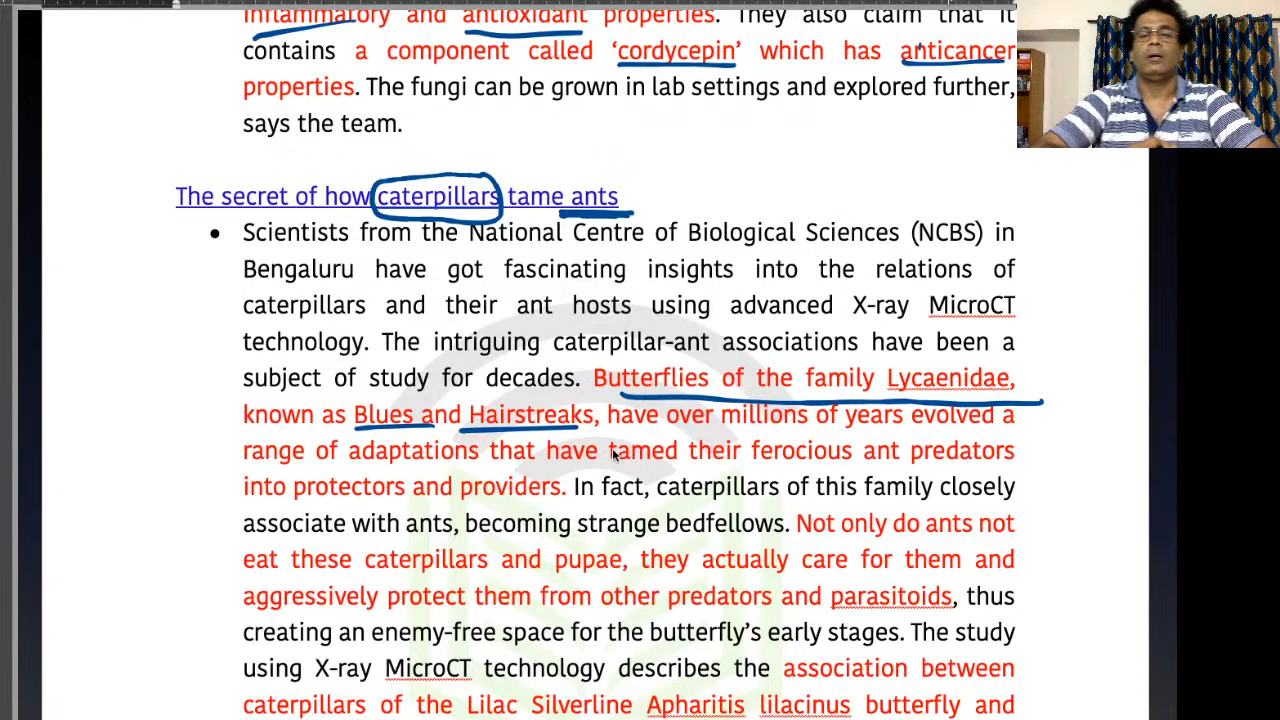 inflammatory and antioxidant properties. They also claim that it
contains a component called ‘cordycepin’ which has anticancer
properties. The fungi can be grown in lab settings and explored further,
says the team.
The secret of how caterpillars tame ants
• Scientists from the National Centre of Biological Sciences (NCBS) in
Bengaluru have got fascinating insights into the relations of
caterpillars and their ant hosts using advanced X-ray MicroCT
technology. The intriguing caterpillar-ant associations have been a
subject of study for decades. Butterflies of the family Lycaenidae,
known as Blues and Hairstreaks, have over millions of years evolved a
range of adaptations that have tamed their ferocious ant predators
into protectors and providers. In fact, caterpillars of this family closely
associate with ants, becoming strange bedfellows. Not only do ants not
eat these caterpillars and pupae, they actually care for them and
aggressively protect them from other predators and parasitoids, thus
creating an enemy-free space for the butterfly’s early stages. The study
using X-ray MicroCT technology describes the association between
caterpillars of the Lilac Silverline Apharitis lilacinus butterfly and